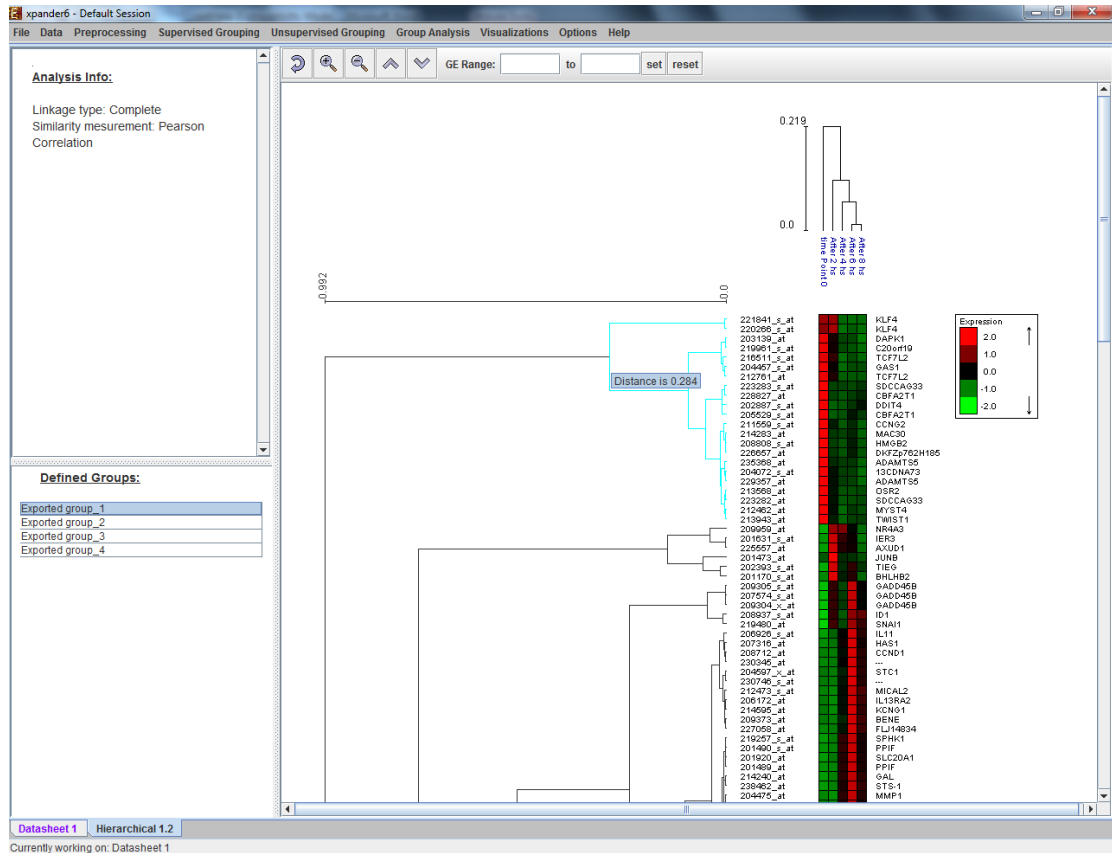 xpander6 - Default Session
File Data Preprocessing Supervised Grouping Unsupervised Grouping Group Analysis Visualizations Options Help
Analysis Info:
Linkage type: Complete
Similarity mesurement: Pearson
Correlation
Defined Groups:
Exported group_1
Exported group_2
Exported group_3
Exported group_4
GE Range: to set reset
0.219
0.0
time Point 0
After 2 hs
After 4 hs
After 6 hs
After 8 hs
0.992
0.0
Distance is 0.284
221841_s_at KLF4
220266_s_at KLF4
203139_at DAPK1
219961_s_at C20orf19
216511_s_at TCF7L2
204457_s_at GAS1
212761_at TCF7L2
223283_s_at SDCCAG33
228827_at CBFA2T1
202887_s_at DDIT4
205529_s_at CBFA2T1
211559_s_at CCNG2
214283_at MAC30
208808_s_at HMGB2
226657_at DKFZp762H185
235368_at ADAMTS5
204072_s_at 13CDNA73
229357_at ADAMTS5
213568_at OSR2
223282_at SDCCAG33
212462_at MYST4
213943_at TWIST1
209959_at NR4A3
201631_s_at IER3
225557_at AXUD1
201473_at JUNB
202393_s_at TIEG
201170_s_at BHLHB2
209305_s_at GADD45B
207574_s_at GADD45B
209304_x_at GADD45B
208937_s_at ID1
219480_at SNAI1
206926_s_at IL11
207316_at HAS1
208712_at CCND1
230345_at ---
204597_x_at STC1
230746_s_at ---
212473_s_at MICAL2
206172_at IL13RA2
214595_at KCNG1
209373_at BENE
227058_at FLJ14834
219257_s_at SPHK1
201490_s_at PPIF
201920_at SLC20A1
201489_at PPIF
214240_at GAL
238462_at STS-1
204475_at MMP1
Expression
2.0
1.0
0.0
-1.0
-2.0
Datasheet 1 Hierarchical 1.2
Currently working on: Datasheet 1